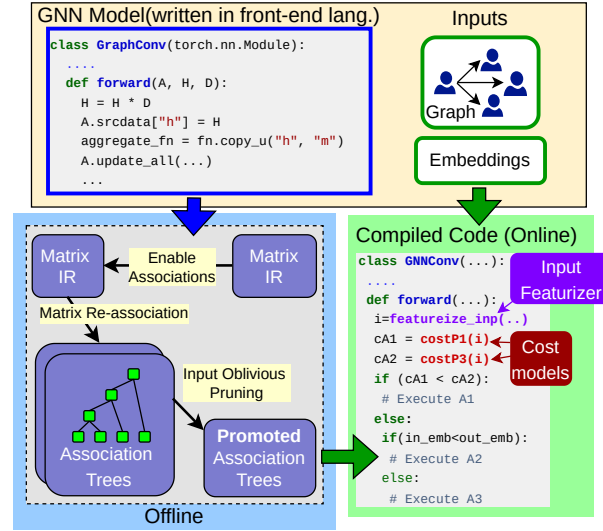 GNN Model(written in front-end lang.)
class GraphConv(torch.nn.Module):
....
def forward(A, H, D):
H = H * D
A.srcdata["h"] = H
aggregate_fn = fn.copy_u("h", "m")
A.update_all(...)
...
Inputs
Graph
Embeddings
Matrix
IR
Enable
Associations
Matrix
IR
Matrix Re-association
Association
Trees
Input Oblivious
Pruning
Promoted
Association
Trees
Offline
Compiled Code (Online)
class GNNConv(...):
....
def forward(...):
i=featureize_inp(..)
cA1 = costP1(i)
cA2 = costP3(i)
if (cA1 < cA2):
# Execute A1
else:
if(in_emb<out_emb):
# Execute A2
else:
# Execute A3
Input
Featurizer
Cost
models